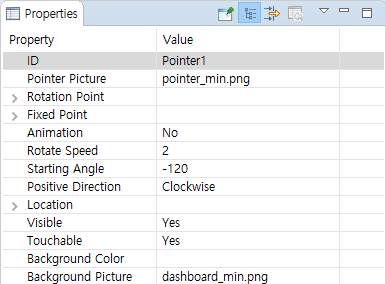 Properties
Property Value
ID Pointer1
Pointer Picture pointer_min.png
Rotation Point
Fixed Point
Animation No
Rotate Speed 2
Starting Angle -120
Positive Direction Clockwise
Location
Visible Yes
Touchable Yes
Background Color
Background Picture dashboard_min.png